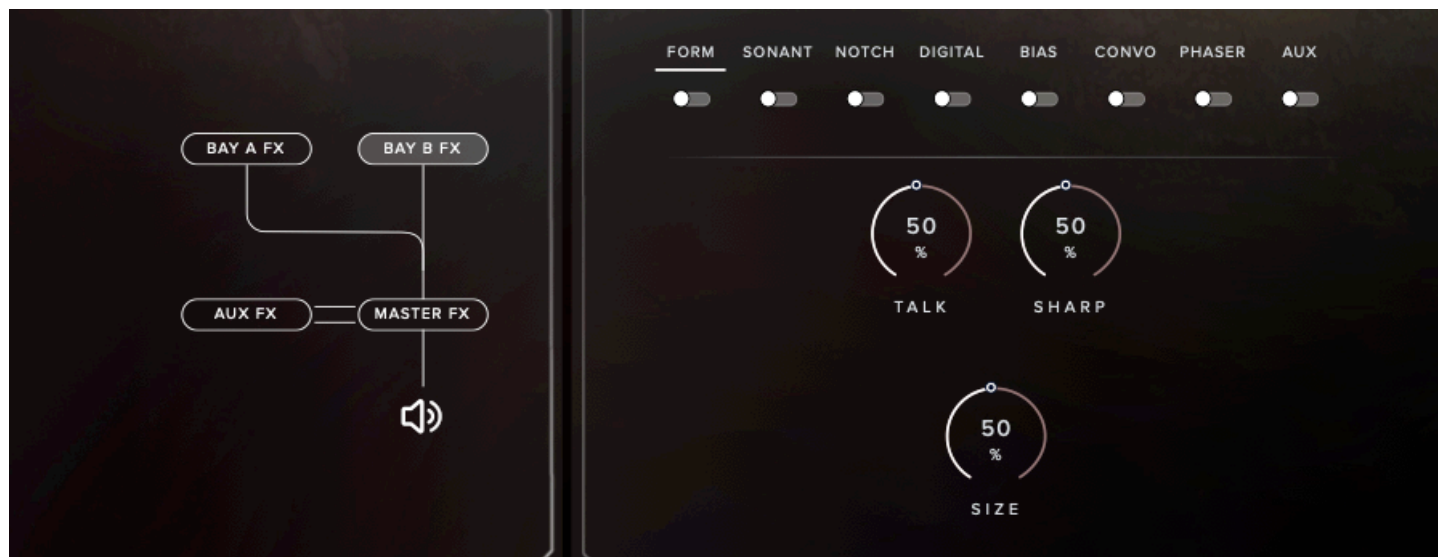 FORM SONANT NOTCH DIGITAL BIAS CONVO PHASER AUX
BAY A FX BAY B FX
50 50
% %
TALK SHARP
AUX FX MASTER FX
50
%
SIZE